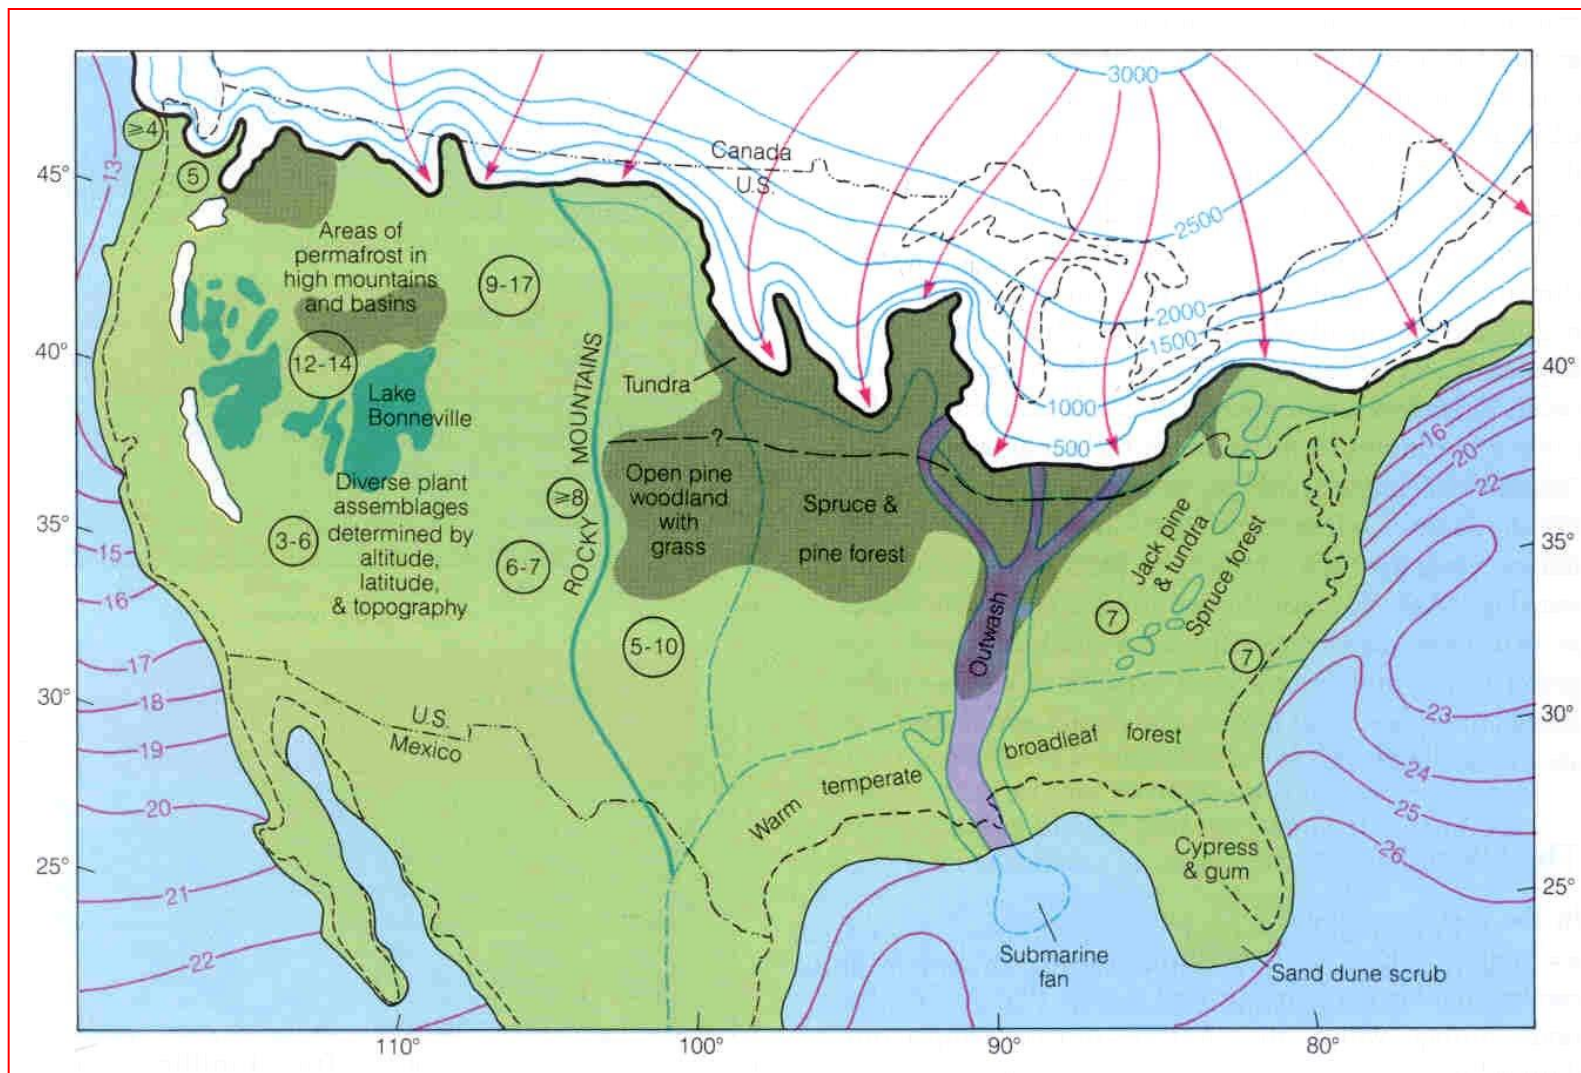 3000
Canada
U.S.
2500
2000
1500
1000
500
≥4
5
13
45°
Areas of
permafrost in
high mountains
and basins
9-17
40°
12-14
Lake
Bonneville
ROCKY MOUNTAINS
Tundra
?
40°
16
20
22
Open pine
woodland
with
grass
Spruce &
pine forest
Diverse plant
assemblages
determined by
altitude,
latitude,
& topography
≥8
3-6
6-7
35°
15
16
Jack pine
& tundra
Spruce forest
35°
7
7
5-10
Outwash
17
18
19
30°
U.S.
Mexico
30°
23
24
25
26
Warm temperate broadleaf forest
20
25°
21
22
Cypress
& gum
25°
Submarine
fan
Sand dune scrub
110°
100°
90°
80°